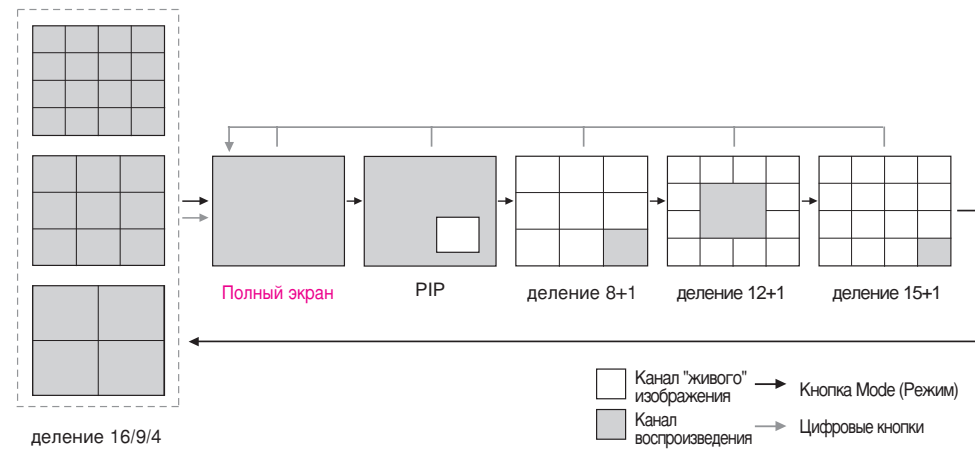 Полный экран
PIP
деление 8+1
деление 12+1
деление 15+1
Канал "живого"
изображения
Кнопка Mode (Режим)
Канал
воспроизведения
Цифровые кнопки
деление 16/9/4